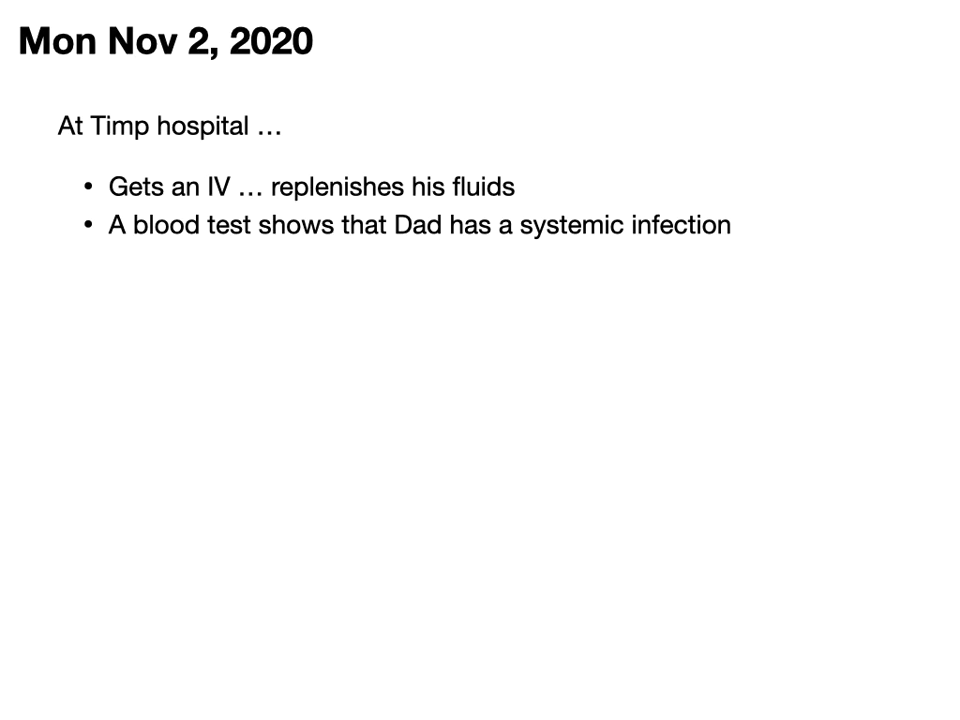 Mon Nov 2, 2020
At Timp hospital …
• Gets an IV … replenishes his fluids
• A blood test shows that Dad has a systemic infection